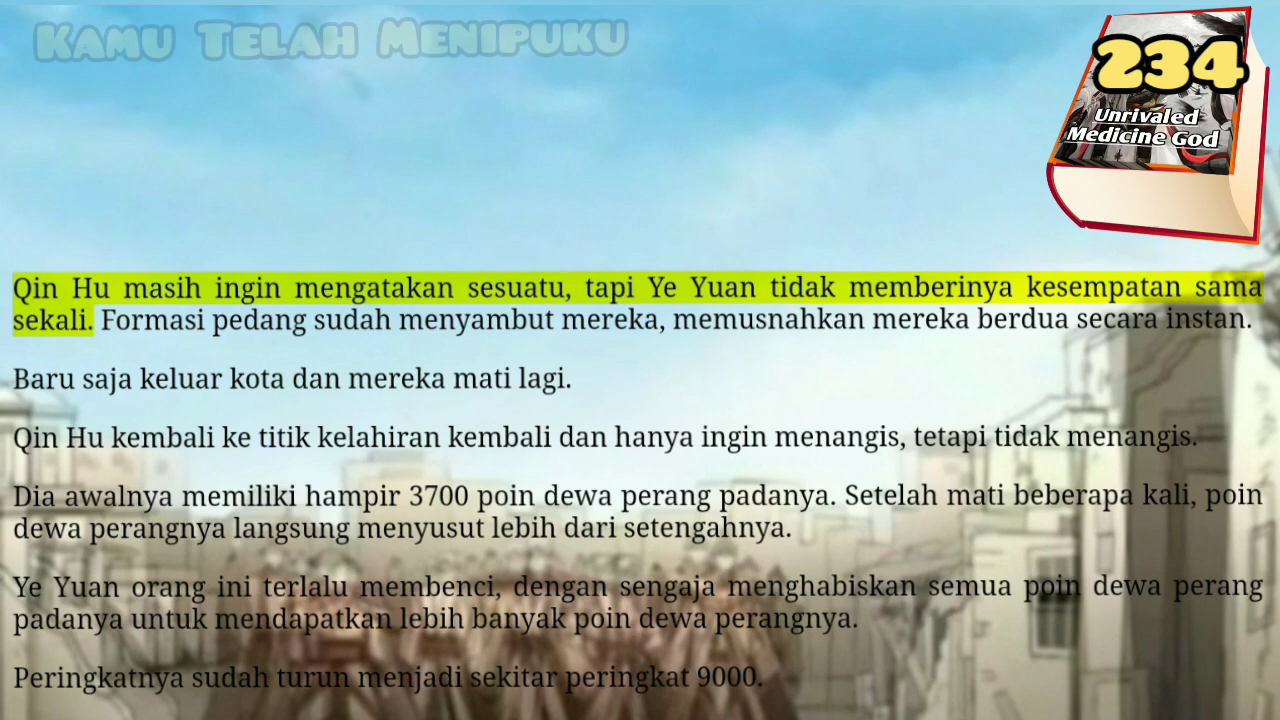 Kamu Telah Menipuku
234
Unrivaled
Medicine God
Qin Hu masih ingin mengatakan sesuatu, tapi Ye Yuan tidak memberinya kesempatan sama
sekali. Formasi pedang sudah menyambut mereka, memusnahkan mereka berdua secara instan.
Baru saja keluar kota dan mereka mati lagi.
Qin Hu kembali ke titik kelahiran kembali dan hanya ingin menangis, tetapi tidak menangis.
Dia awalnya memiliki hampir 3700 poin dewa perang padanya. Setelah mati beberapa kali, poin
dewa perangnya langsung menyusut lebih dari setengahnya.
Ye Yuan orang ini terlalu membenci, dengan sengaja menghabiskan semua poin dewa perang
padanya untuk mendapatkan lebih banyak poin dewa perangnya.
Peringkatnya sudah turun menjadi sekitar peringkat 9000.